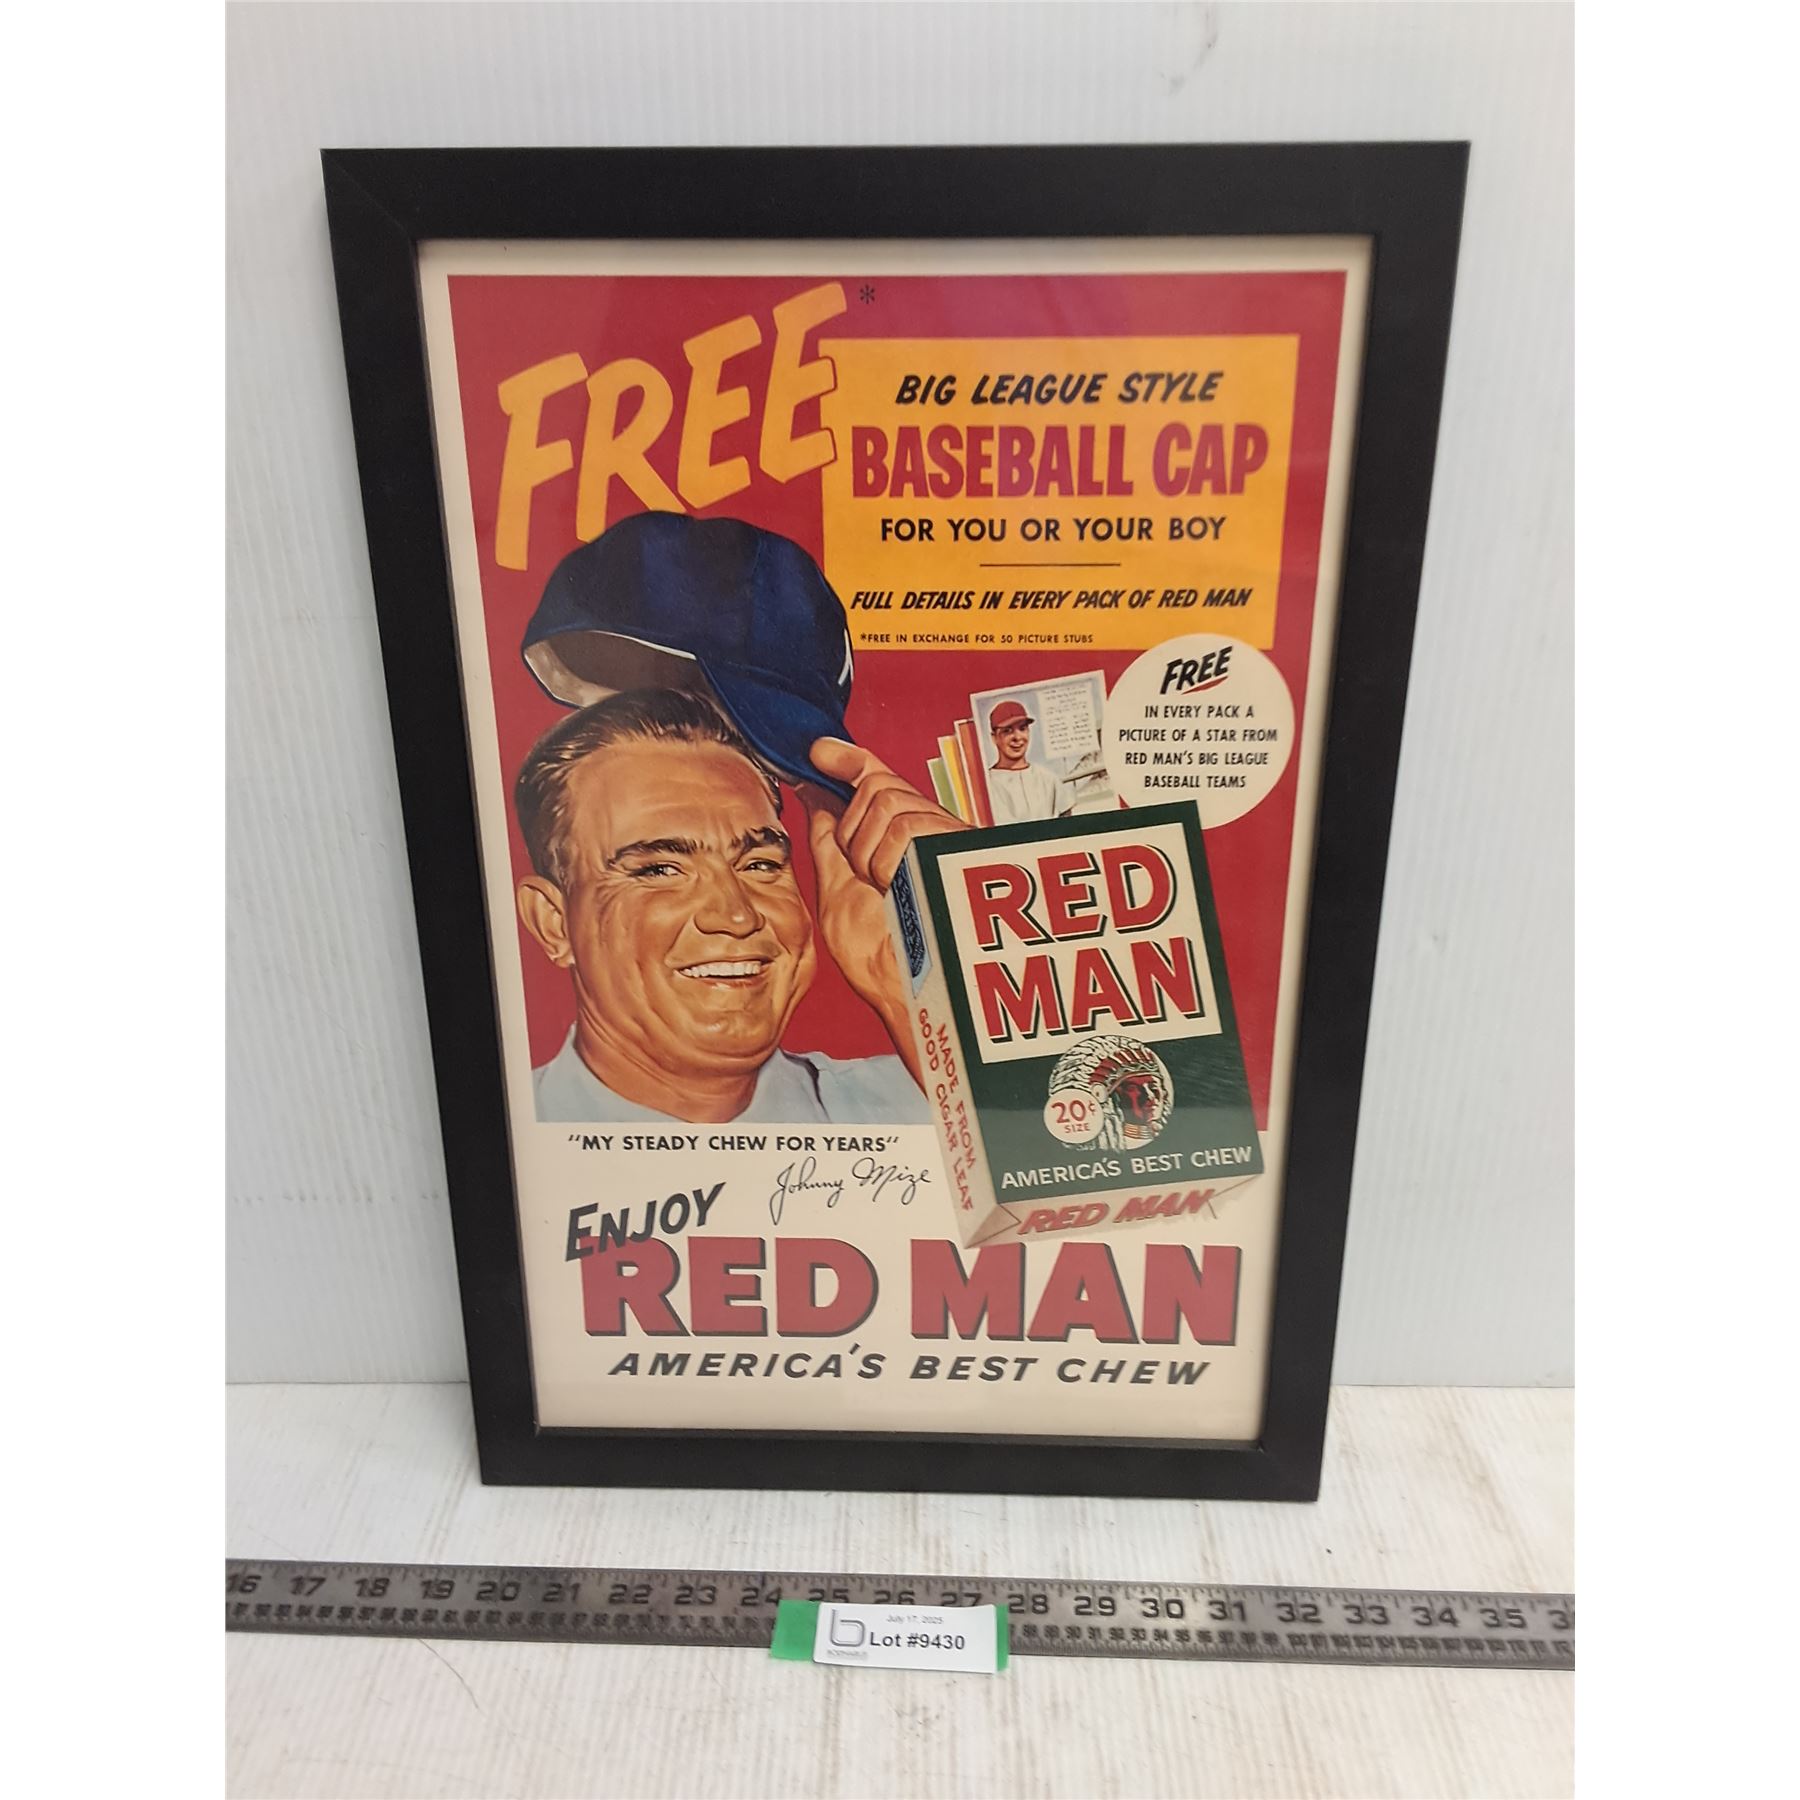 FREE*
BIG LEAGUE STYLE
BASEBALL CAP
FOR YOU OR YOUR BOY
FULL DETAILS IN EVERY PACK OF RED MAN
*FREE IN EXCHANGE FOR 50 PICTURE STUBS
FREE
IN EVERY PACK A
PICTURE OF A STAR FROM
RED MAN'S BIG LEAGUE
BASEBALL TEAMS
RED
MAN
20¢
SIZE
AMERICA'S BEST CHEW
RED MAN
MADE FROM
GOOD CIGAR LEAF
"MY STEADY CHEW FOR YEARS"
Johnny Mize
ENJOY
RED MAN
AMERICA'S BEST CHEW
16 17 18 19 20 21 22 23 24 25 26 27 28 29 30 31 32 33 34 35
July 17, 2025
Lot #9430